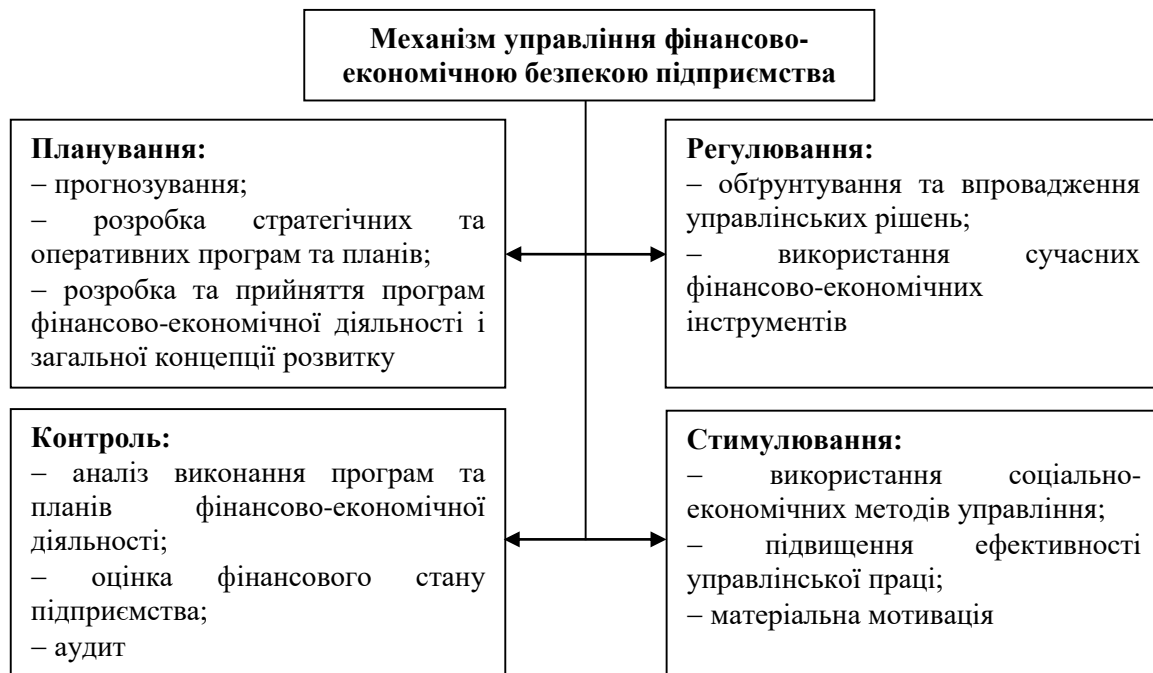 Механізм управління фінансово-
економічною безпекою підприємства
Планування:
– прогнозування;
– розробка стратегічних та
оперативних програм та планів;
– розробка та прийняття програм
фінансово-економічної діяльності і
загальної концепції розвитку
Регулювання:
– обґрунтування та впровадження
управлінських рішень;
– використання сучасних
фінансово-економічних
інструментів
Контроль:
– аналіз виконання програм та
планів фінансово-економічної
діяльності;
– оцінка фінансового стану
підприємства;
– аудит
Стимулювання:
– використання соціально-
економічних методів управління;
– підвищення ефективності
управлінської праці;
– матеріальна мотивація